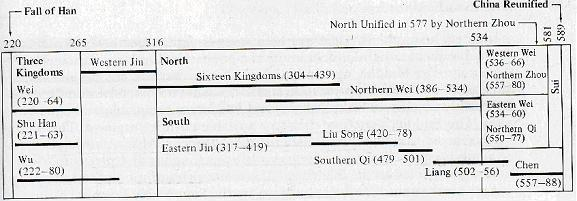 Fall of Han
China Reunified
North Unified in 577 by Northern Zhou
220
265
316
534
581
589
Three
Kingdoms
Wei
(220 –64)
Shu Han
(221–63)
Wu
(222–80)
Western Jin
North
Sixteen Kingdoms (304–439)
Northern Wei (386–534)
South
Eastern Jin (317–419)
Liu Song (420–78)
Southern Qi (479 –501)
Liang (502 –56)
Western Wei
(536–66)
Northern Zhou
(557–80)
Eastern Wei
(534–60)
Northern Qi
(550–77)
Chen
(557–88)
Sui